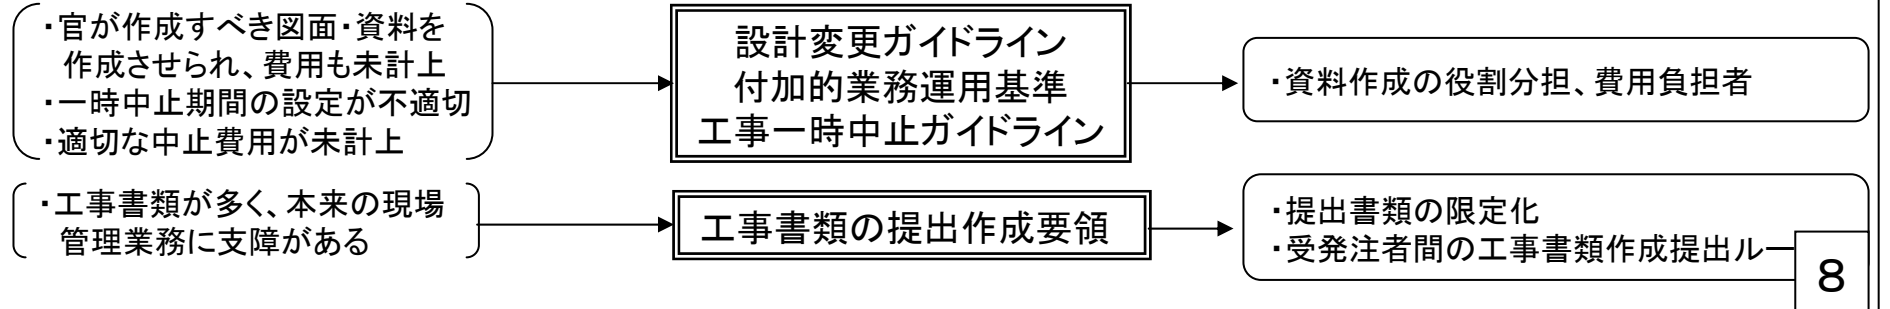 ・官が作成すべき図面・資料を
作成させられ、費用も未計上
・一時中止期間の設定が不適切
・適切な中止費用が未計上
設計変更ガイドライン
付加的業務運用基準
工事一時中止ガイドライン
・資料作成の役割分担、費用負担者
・工事書類が多く、本来の現場
管理業務に支障がある
工事書類の提出作成要領
・提出書類の限定化
・受発注者間の工事書類作成提出ルー
8